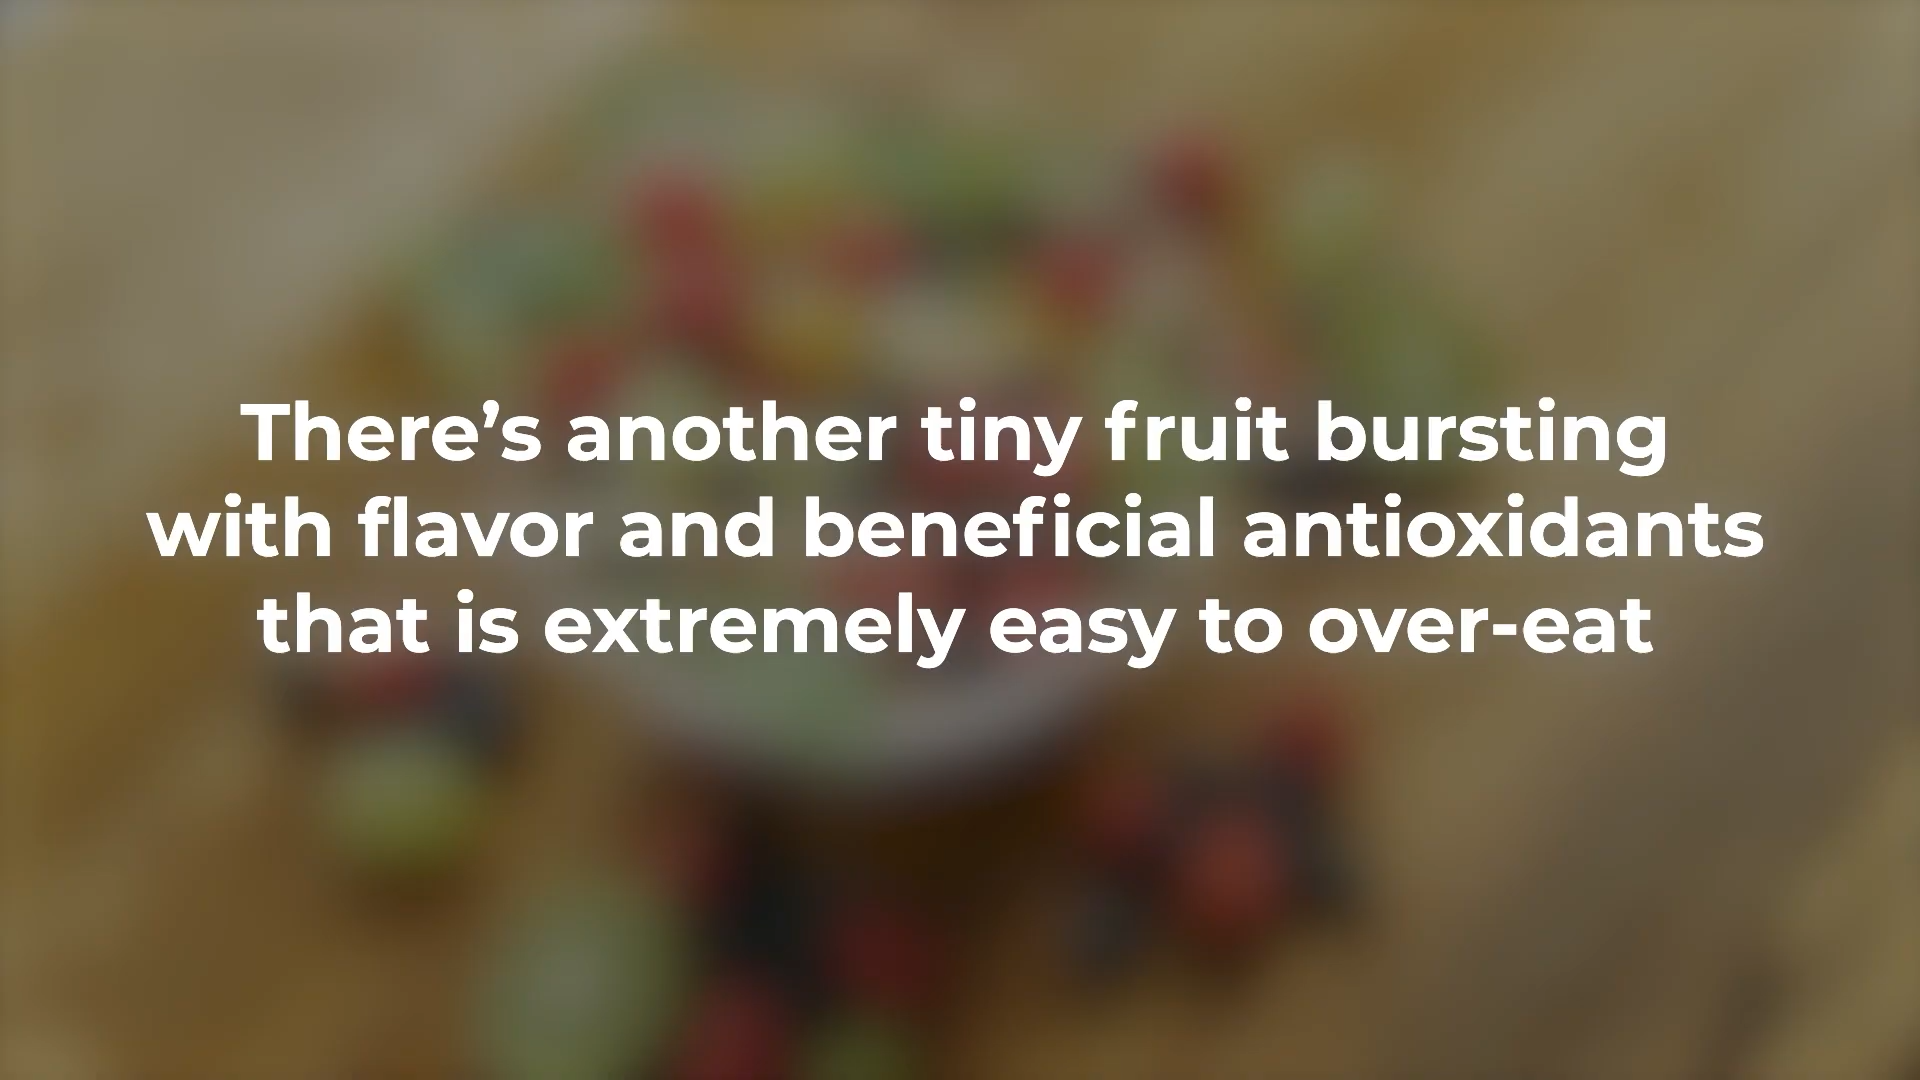 There’s another tiny fruit bursting
with flavor and beneficial antioxidants
that is extremely easy to over-eat